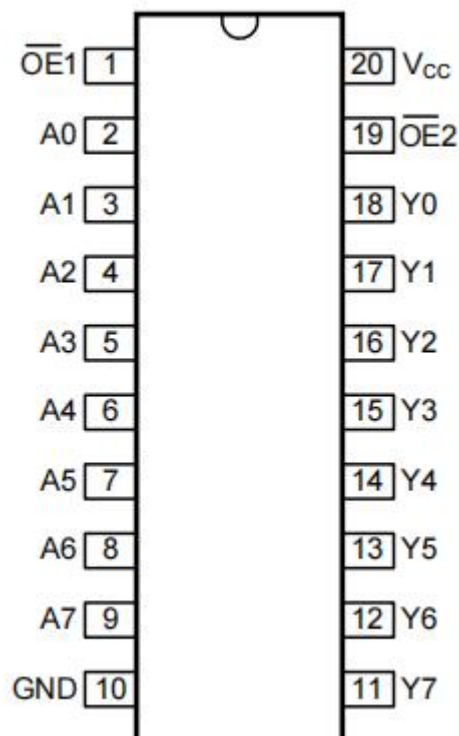 O̅E̅1 1 20 VCC
A0 2 19 O̅E̅2
A1 3 18 Y0
A2 4 17 Y1
A3 5 16 Y2
A4 6 15 Y3
A5 7 14 Y4
A6 8 13 Y5
A7 9 12 Y6
GND 10 11 Y7